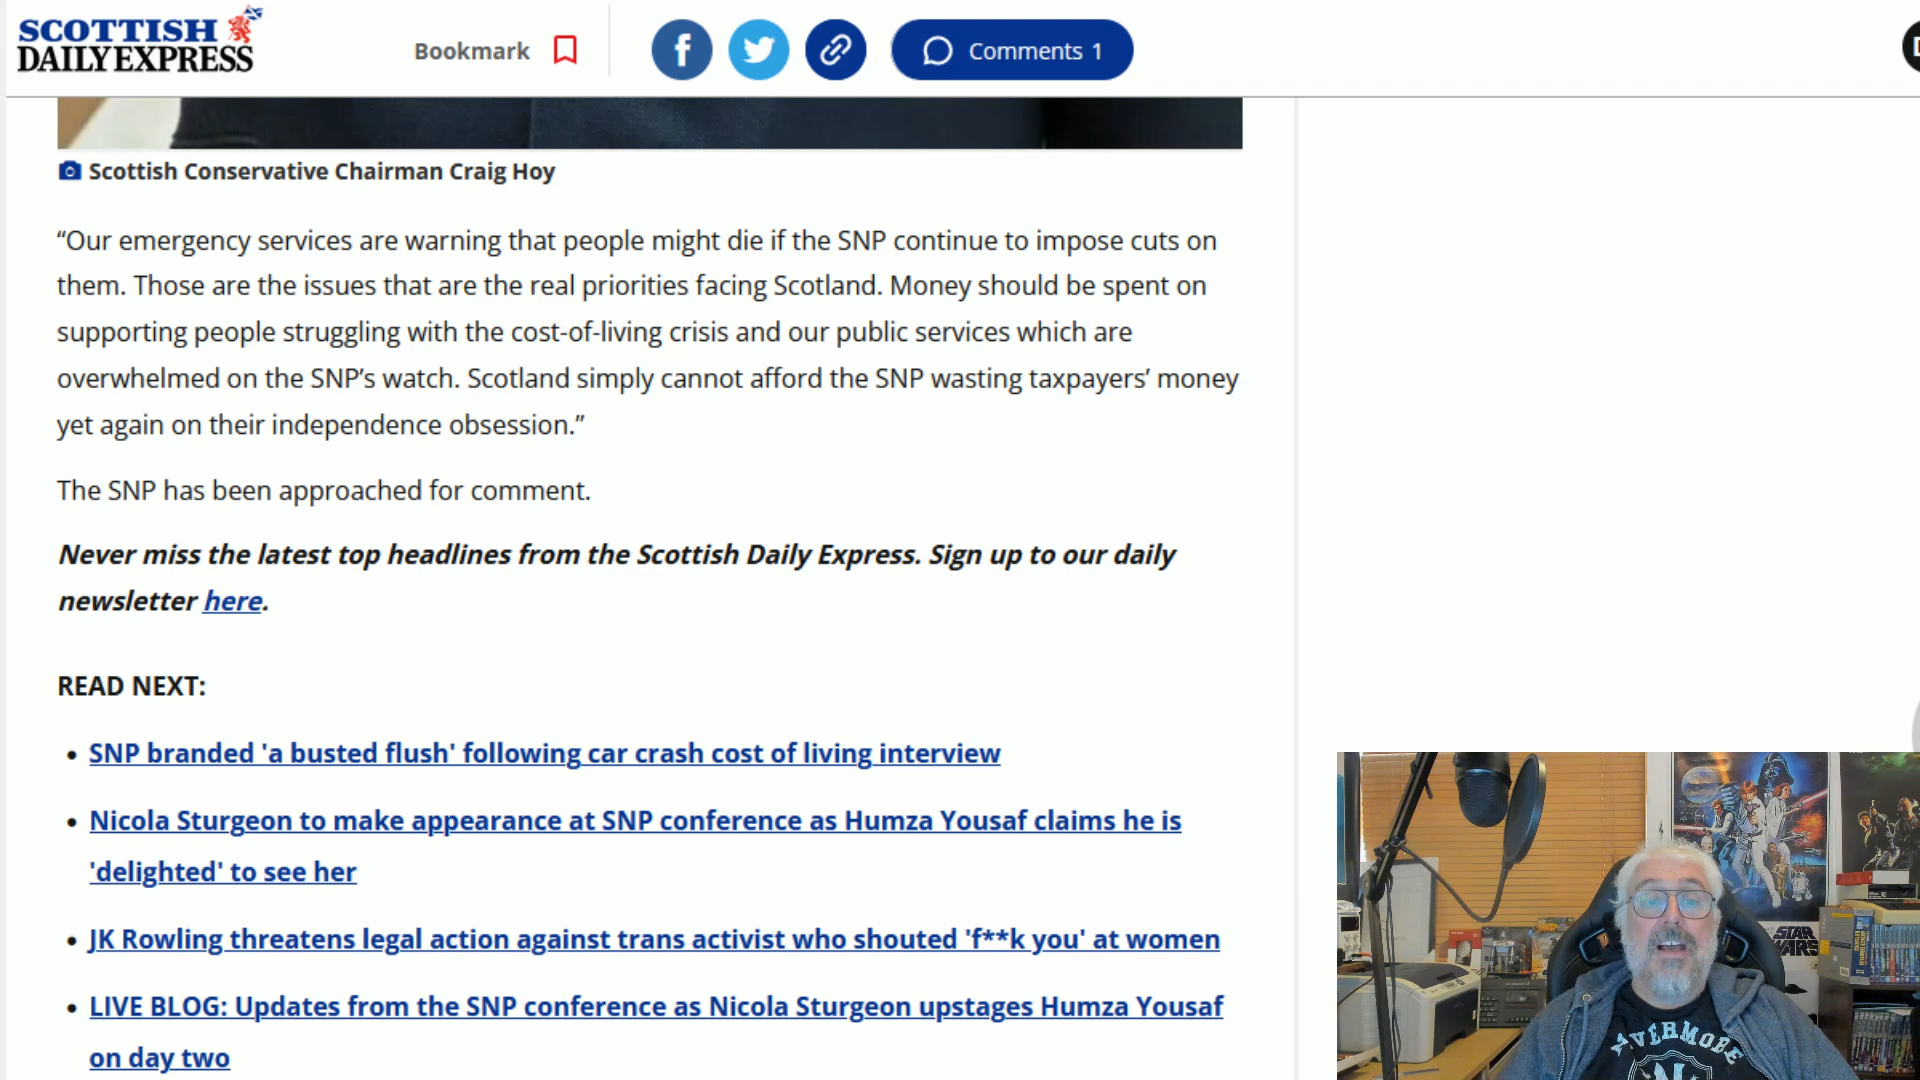 SCOTTISH
DAILY EXPRESS
Bookmark
Comments 1
Scottish Conservative Chairman Craig Hoy
“Our emergency services are warning that people might die if the SNP continue to impose cuts on
them. Those are the issues that are the real priorities facing Scotland. Money should be spent on
supporting people struggling with the cost-of-living crisis and our public services which are
overwhelmed on the SNP’s watch. Scotland simply cannot afford the SNP wasting taxpayers’ money
yet again on their independence obsession.”
The SNP has been approached for comment.
Never miss the latest top headlines from the Scottish Daily Express. Sign up to our daily
newsletter here.
READ NEXT:
SNP branded 'a busted flush' following car crash cost of living interview
Nicola Sturgeon to make appearance at SNP conference as Humza Yousaf claims he is
'delighted' to see her
JK Rowling threatens legal action against trans activist who shouted 'f**k you' at women
LIVE BLOG: Updates from the SNP conference as Nicola Sturgeon upstages Humza Yousaf
on day two
STAR
WARS